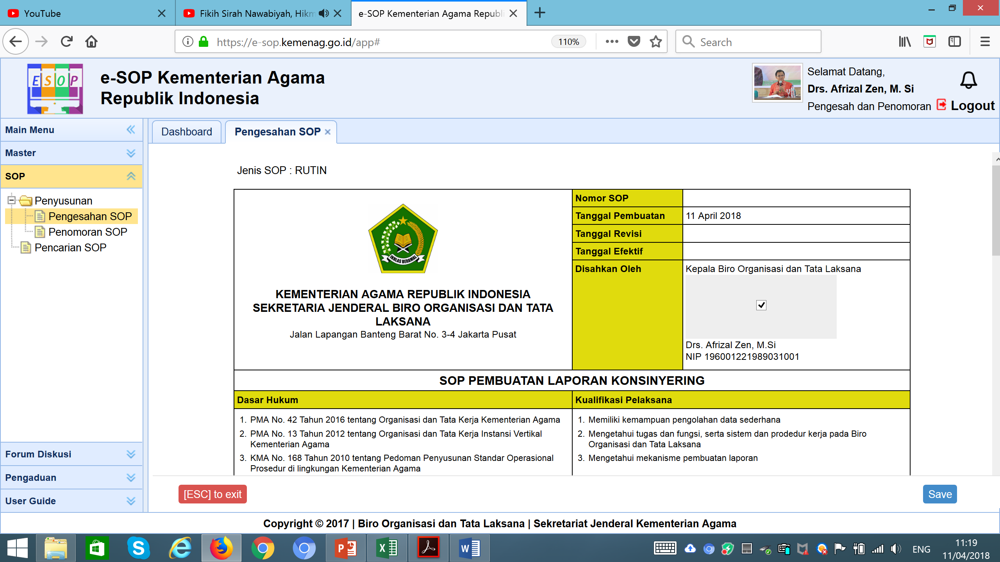 YouTube
Fikih Sirah Nawabiyah, Hikm
e-SOP Kementerian Agama Republi
https://e-sop.kemenag.go.id/app#
110%
Search
ESOP
e-SOP Kementerian Agama
Republik Indonesia
Selamat Datang,
Drs. Afrizal Zen, M. Si
Pengesah dan Penomoran
Logout
Main Menu
Master
SOP
Penyusunan
Pengesahan SOP
Penomoran SOP
Pencarian SOP
Forum Diskusi
Pengaduan
User Guide
Dashboard
Pengesahan SOP
Jenis SOP : RUTIN
IKHLAS BERAMAL
KEMENTERIAN AGAMA REPUBLIK INDONESIA
SEKRETARIA JENDERAL BIRO ORGANISASI DAN TATA
LAKSANA
Jalan Lapangan Banteng Barat No. 3-4 Jakarta Pusat
Nomor SOP
Tanggal Pembuatan 11 April 2018
Tanggal Revisi
Tanggal Efektif
Disahkan Oleh Kepala Biro Organisasi dan Tata Laksana
Drs. Afrizal Zen, M.Si
NIP 196001221989031001
SOP PEMBUATAN LAPORAN KONSINYERING
Dasar Hukum
1. PMA No. 42 Tahun 2016 tentang Organisasi dan Tata Kerja Kementerian Agama
2. PMA No. 13 Tahun 2012 tentang Organisasi dan Tata Kerja Instansi Vertikal
Kementerian Agama
3. KMA No. 168 Tahun 2010 tentang Pedoman Penyusunan Standar Operasional
Prosedur di lingkungan Kementerian Agama
Kualifikasi Pelaksana
1. Memiliki kemampuan pengolahan data sederhana
2. Mengetahui tugas dan fungsi, serta sistem dan prodedur kerja pada Biro
Organisasi dan Tata Laksana
3. Mengetahui mekanisme pembuatan laporan
[ESC] to exit
Save
Copyright © 2017 | Biro Organisasi dan Tata Laksana | Sekretariat Jenderal Kementerian Agama
ENG
11:19
11/04/2018